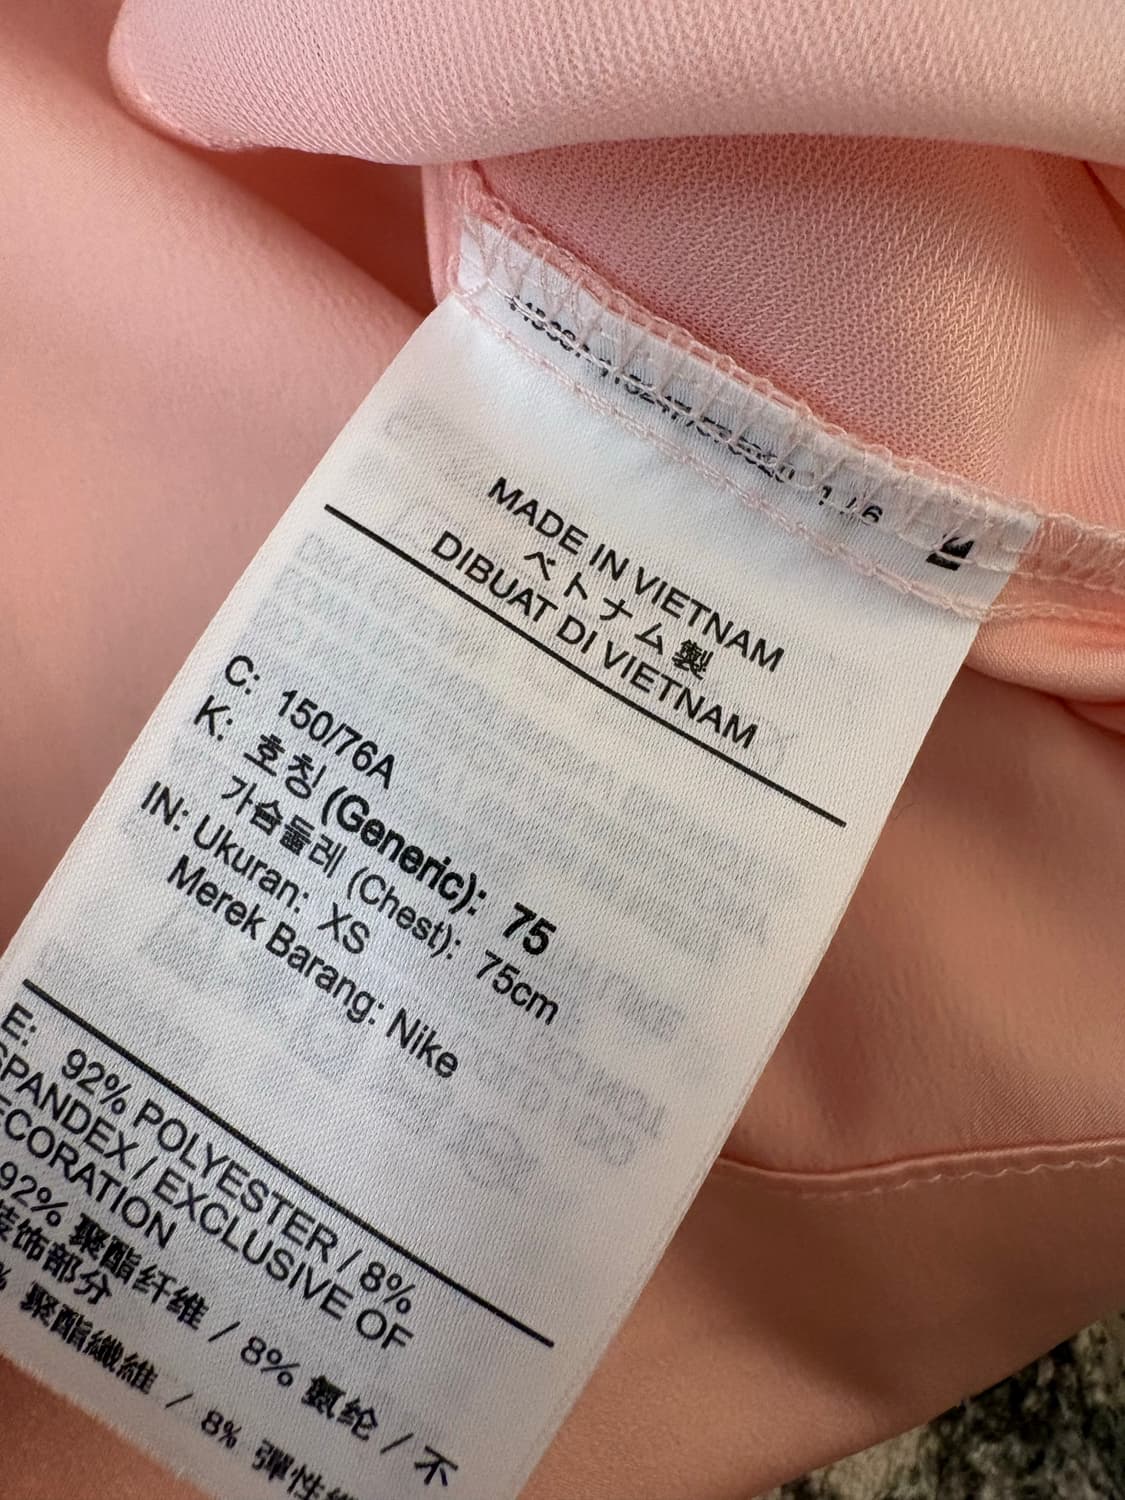 1 / 6
MADE IN VIETNAM
ベトナム製
DIBUAT DI VIETNAM
C: 150/76A
K: 호칭 (Generic): 75
가슴둘레 (Chest): 75cm
IN: Ukuran: XS
Merek Barang: Nike
E: 92% POLYESTER / 8%
SPANDEX / EXCLUSIVE OF
ECORATION
92% 聚酯纤维 / 8% 氨纶 / 不
装饰部分
% 聚酯纖維 / 8% 彈性